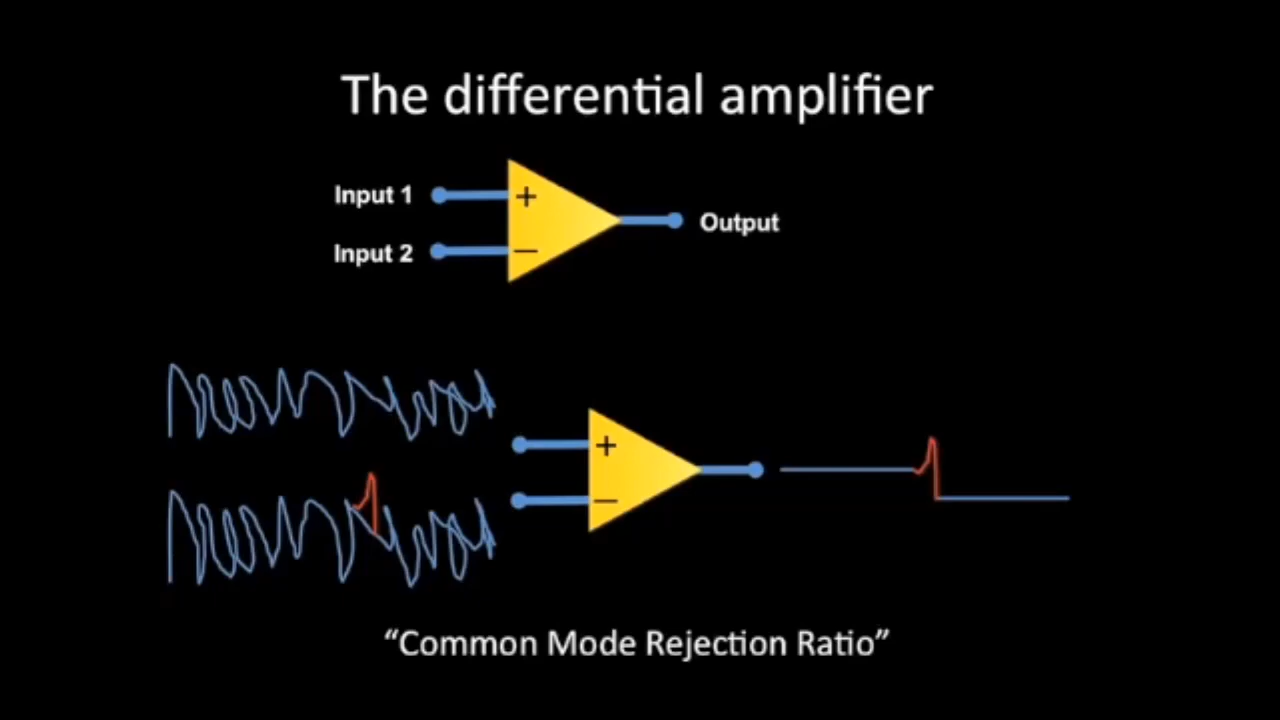 The differential amplifier
Input 1
+
Output
Input 2
−
+
−
“Common Mode Rejection Ratio”